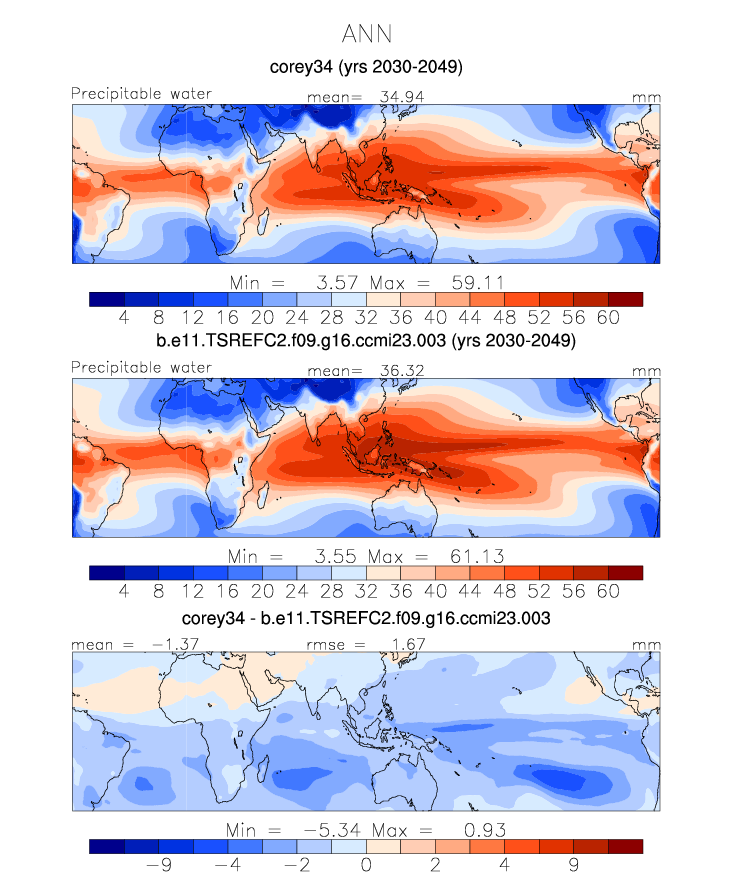 ANN
corey34 (yrs 2030-2049)
Precipitable water mean= 34.94 mm
Min = 3.57 Max = 59.11
4 8 12 16 20 24 28 32 36 40 44 48 52 56 60
b.e11.TSREFC2.f09.g16.ccmi23.003 (yrs 2030-2049)
Precipitable water mean= 36.32 mm
Min = 3.55 Max = 61.13
4 8 12 16 20 24 28 32 36 40 44 48 52 56 60
corey34 - b.e11.TSREFC2.f09.g16.ccmi23.003
mean = −1.37 rmse = 1.67 mm
Min = −5.34 Max = 0.93
−9 −4 −2 0 2 4 9